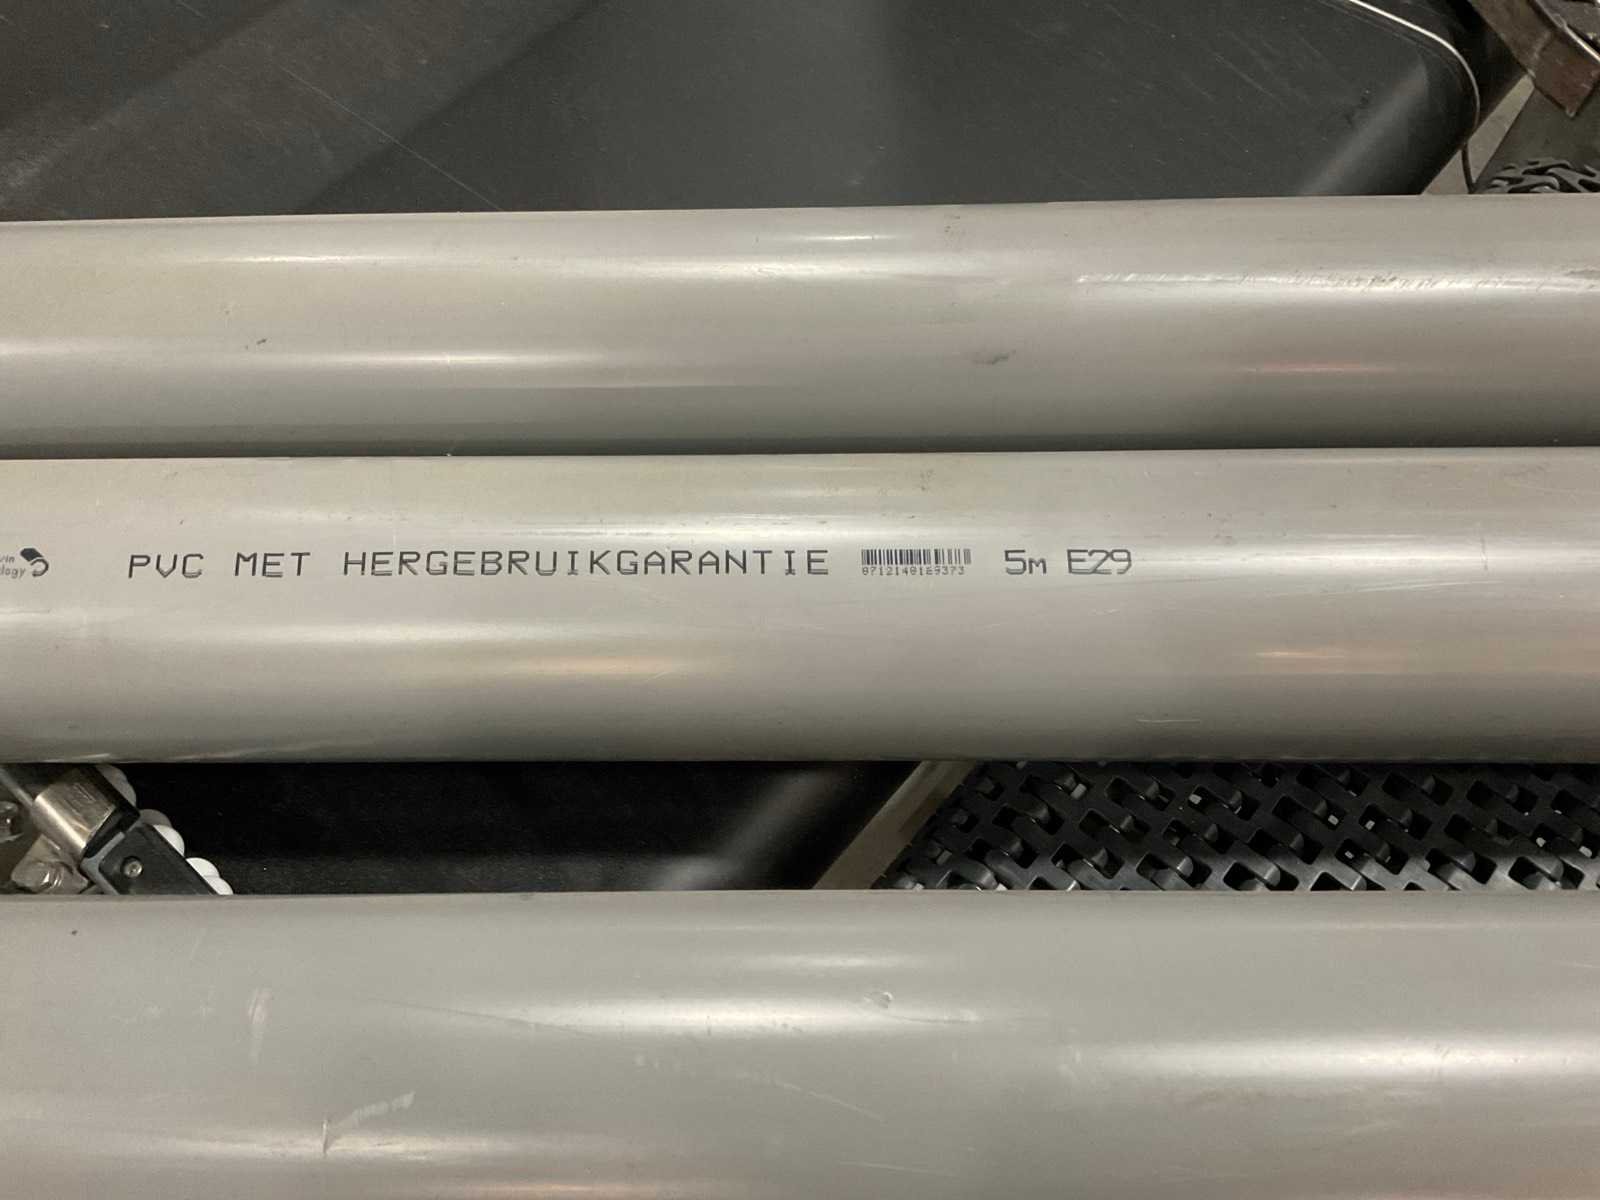 PVC MET HERGEBRUIKGARANTIE 5m E29